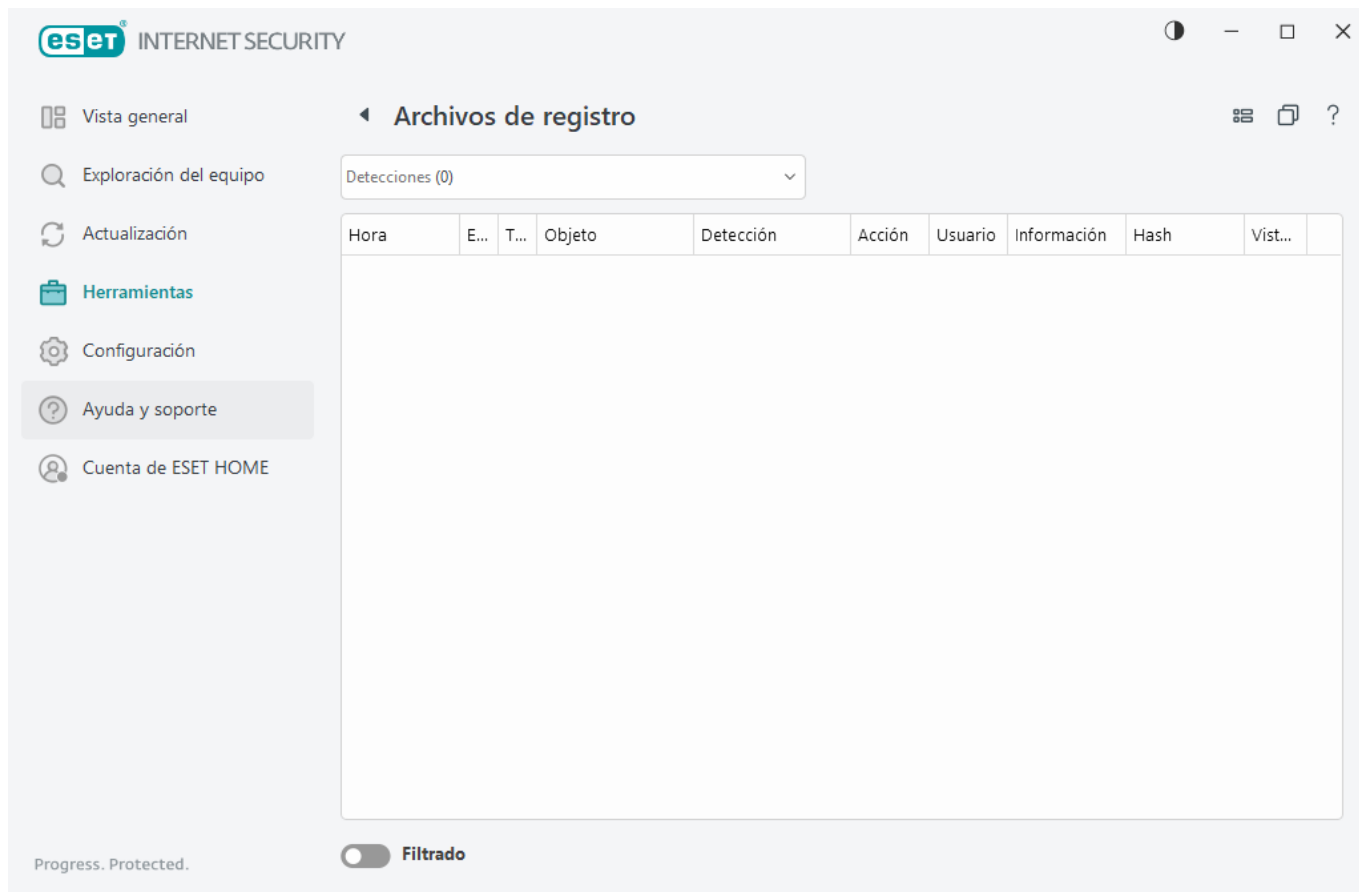 eseT® INTERNET SECURITY
Vista general
Exploración del equipo
Actualización
Herramientas
Configuración
Ayuda y soporte
Cuenta de ESET HOME
Progress. Protected.
Archivos de registro
?
Detecciones (0)
Hora E... T... Objeto Detección Acción Usuario Información Hash Vist...
Filtrado